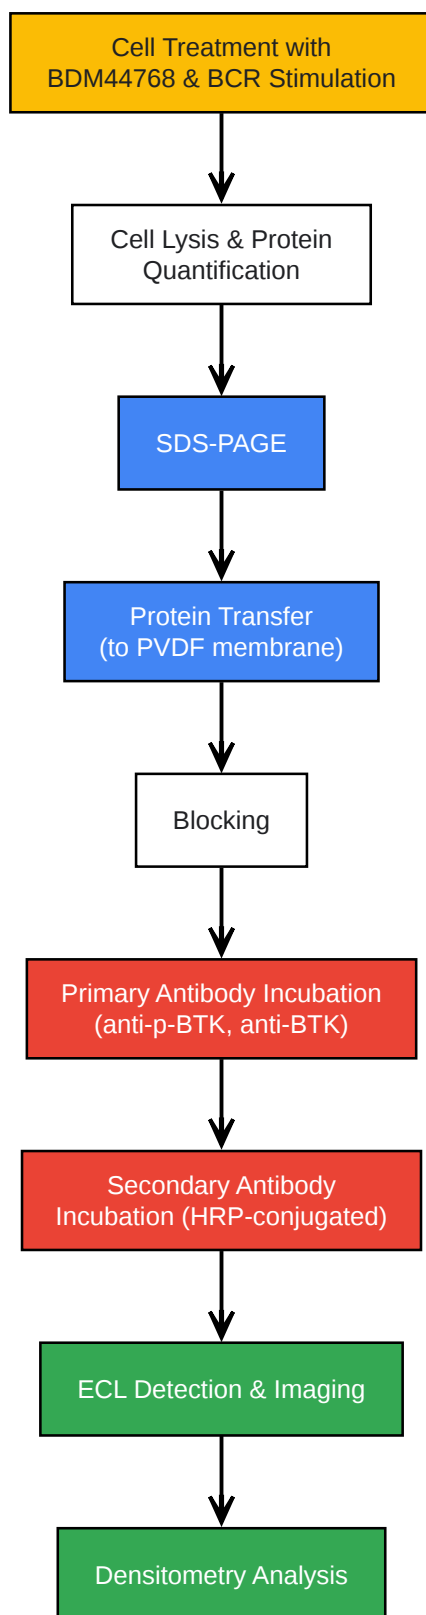 Cell Treatment with
BDM44768 & BCR Stimulation
Cell Lysis & Protein
Quantification
SDS-PAGE
Protein Transfer
(to PVDF membrane)
Blocking
Primary Antibody Incubation
(anti-p-BTK, anti-BTK)
Secondary Antibody
Incubation (HRP-conjugated)
ECL Detection & Imaging
Densitometry Analysis